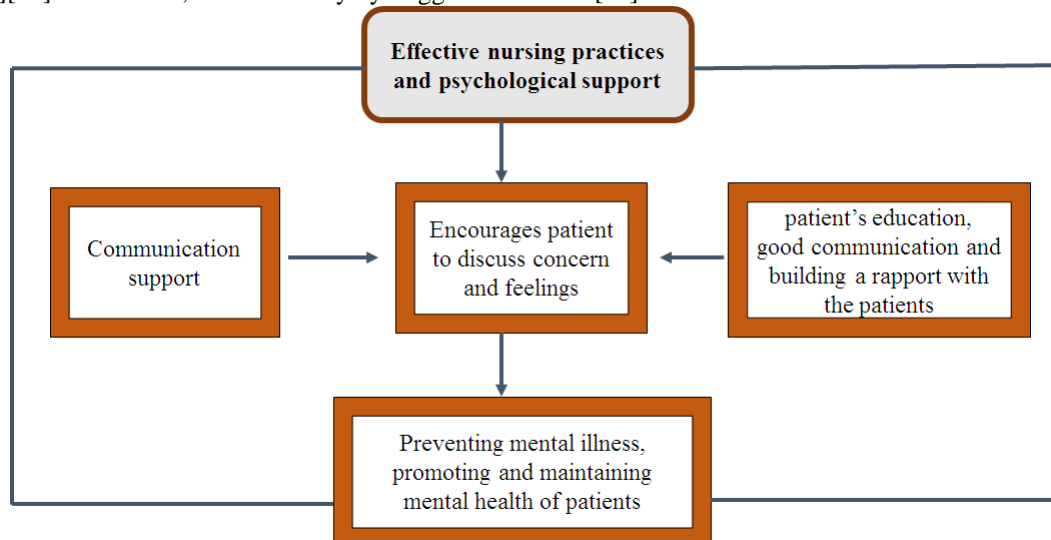 Effective nursing practices
and psychological support
Communication
support
Encourages patient
to discuss concern
and feelings
patient’s education,
good communication and
building a rapport with
the patients
Preventing mental illness,
promoting and maintaining
mental health of patients